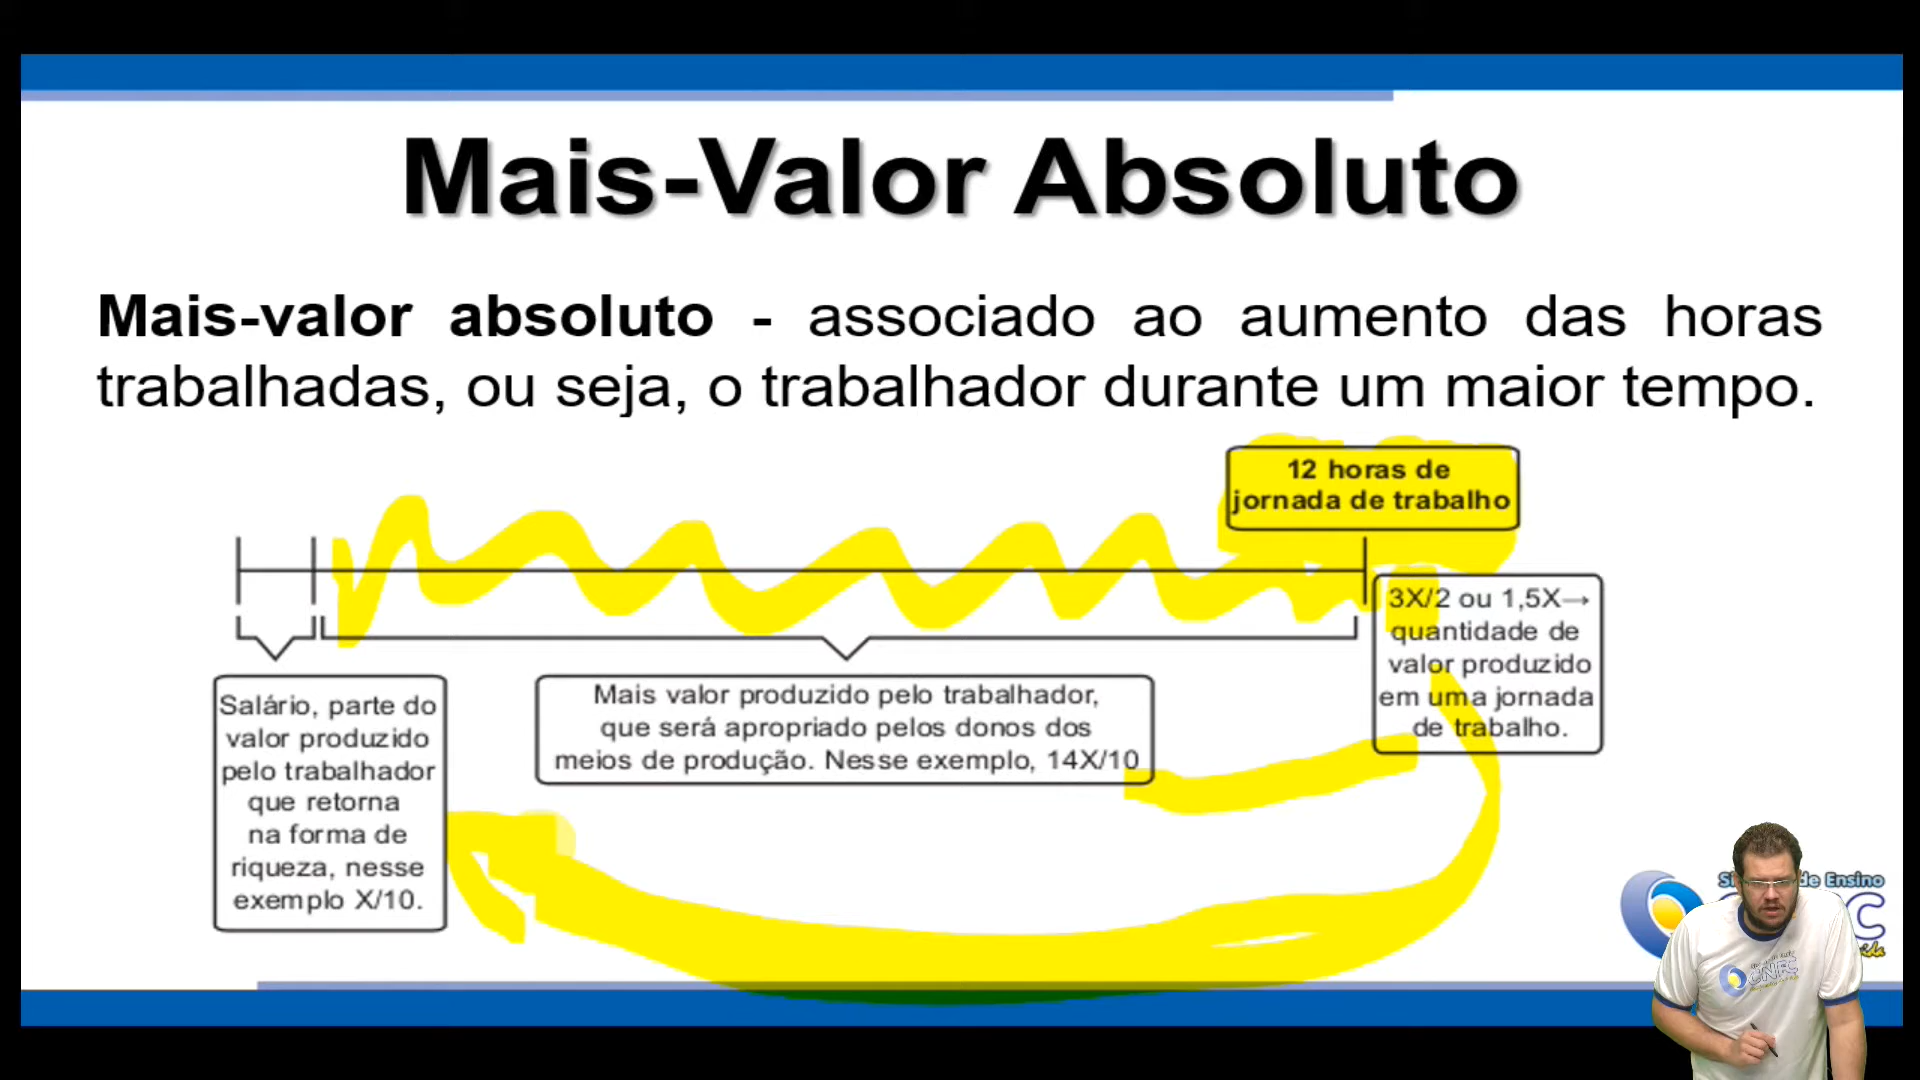 Mais-Valor Absoluto
Mais-valor absoluto - associado ao aumento das horas
trabalhadas, ou seja, o trabalhador durante um maior tempo.
12 horas de
jornada de trabalho
3X/2 ou 1,5X→
quantidade de
valor produzido
em uma jornada
de trabalho.
Salário, parte do
valor produzido
pelo trabalhador
que retorna
na forma de
riqueza, nesse
exemplo X/10.
Mais valor produzido pelo trabalhador,
que será apropriado pelos donos dos
meios de produção. Nesse exemplo, 14X/10
de Ensino
CNEC